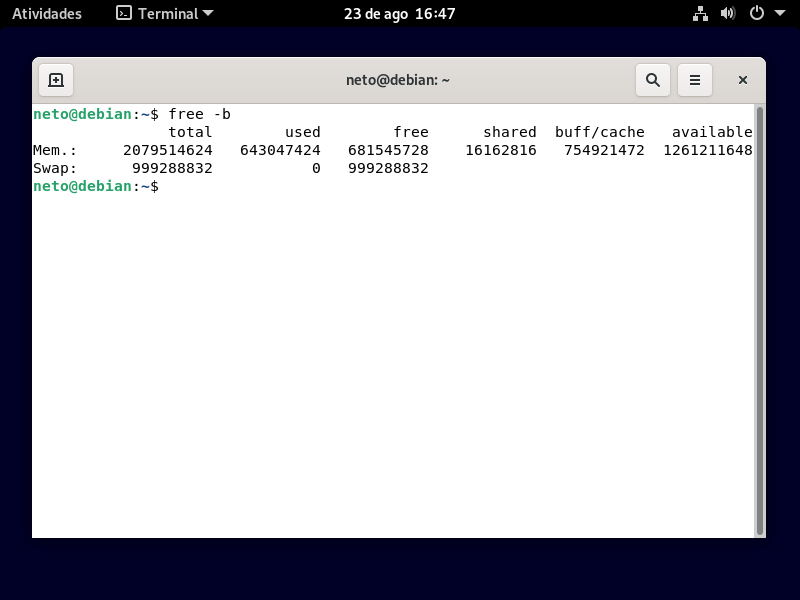 Atividades Terminal 23 de ago 16:47
neto@debian: ~
neto@debian:~$ free -b
total used free shared buff/cache available
Mem.: 2079514624 643047424 681545728 16162816 754921472 1261211648
Swap: 999288832 0 999288832
neto@debian:~$